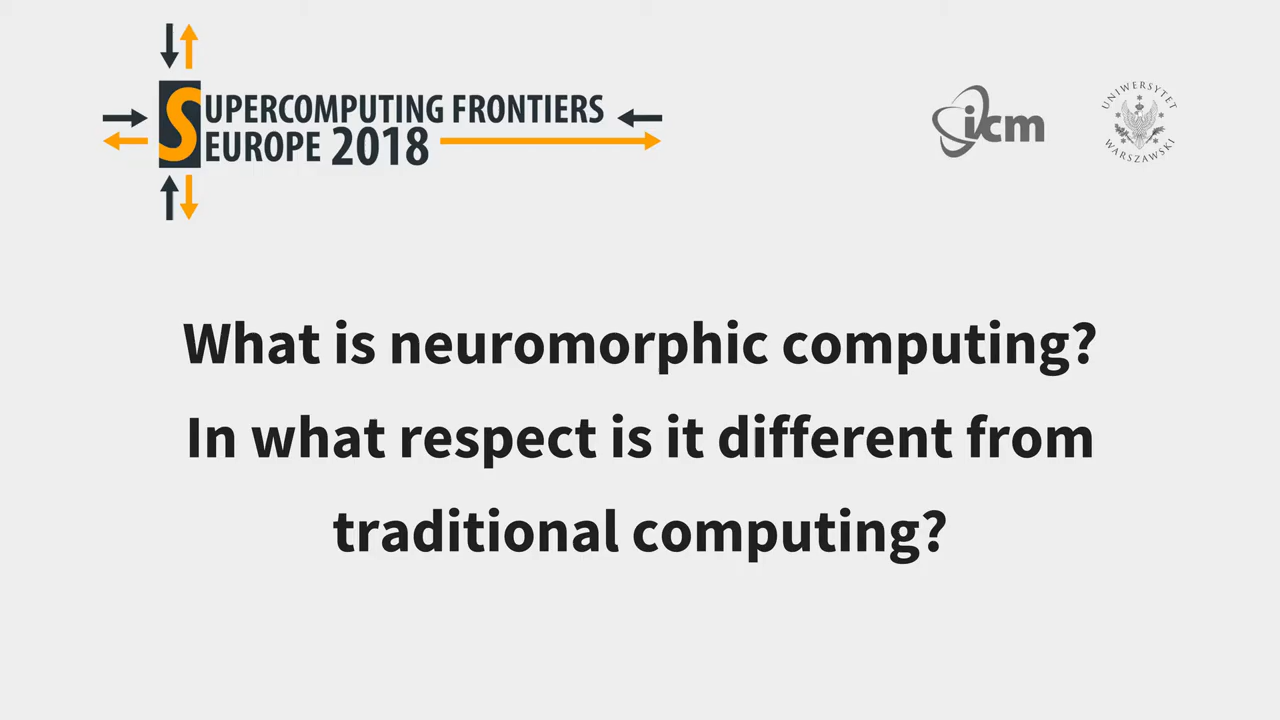 SUPERCOMPUTING FRONTIERS
EUROPE 2018
icm
UNIWERSYTET
WARSZAWSKI
What is neuromorphic computing?
In what respect is it different from
traditional computing?